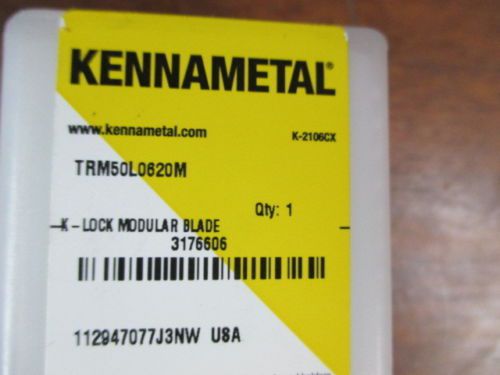 KENNAMETAL®
www.kennametal.com K-2106CX
TRM50L0620M
Qty: 1
K-LOCK MODULAR BLADE
3176606
112947077J3NW USA